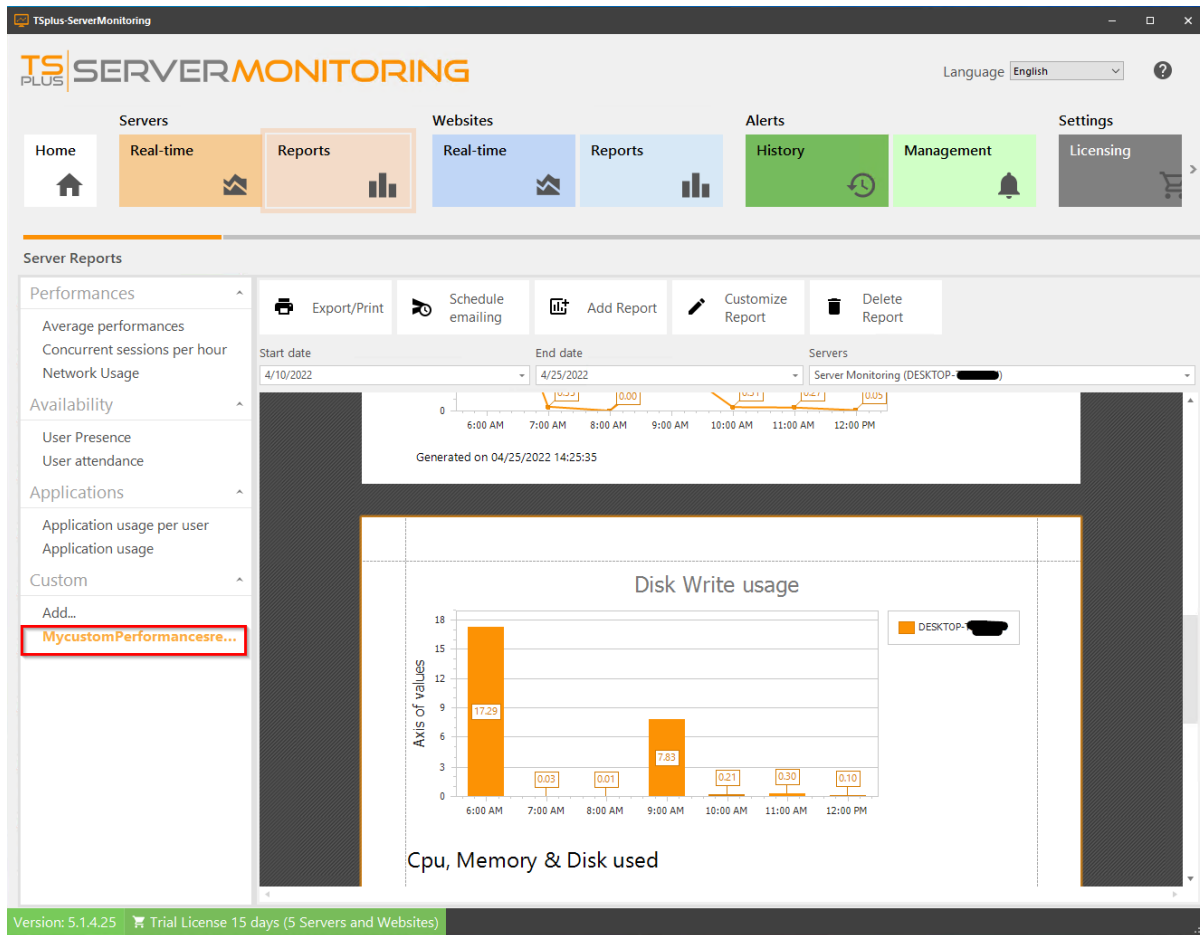 TSplus-ServerMonitoring
TS PLUS SERVERMONITORING
Language English
Servers Websites Alerts Settings
Home Real-time Reports Real-time Reports History Management Licensing
Server Reports
Performances
Average performances
Concurrent sessions per hour
Network Usage
Availability
User Presence
User attendance
Applications
Application usage per user
Application usage
Custom
Add...
MycustomPerformancesre...
Export/Print
Schedule
emailing
Add Report
Customize
Report
Delete
Report
Start date End date Servers
4/10/2022 4/25/2022 Server Monitoring (DESKTOP- )
0.00 0.05
0
6:00 AM 7:00 AM 8:00 AM 9:00 AM 10:00 AM 11:00 AM 12:00 PM
Generated on 04/25/2022 14:25:35
Disk Write usage
DESKTOP-
Axis of values
18
15
12
9
6
3
0
17.29 0.03 0.01 7.83 0.21 0.30 0.10
6:00 AM 7:00 AM 8:00 AM 9:00 AM 10:00 AM 11:00 AM 12:00 PM
Cpu, Memory & Disk used
Version: 5.1.4.25 Trial License 15 days (5 Servers and Websites)